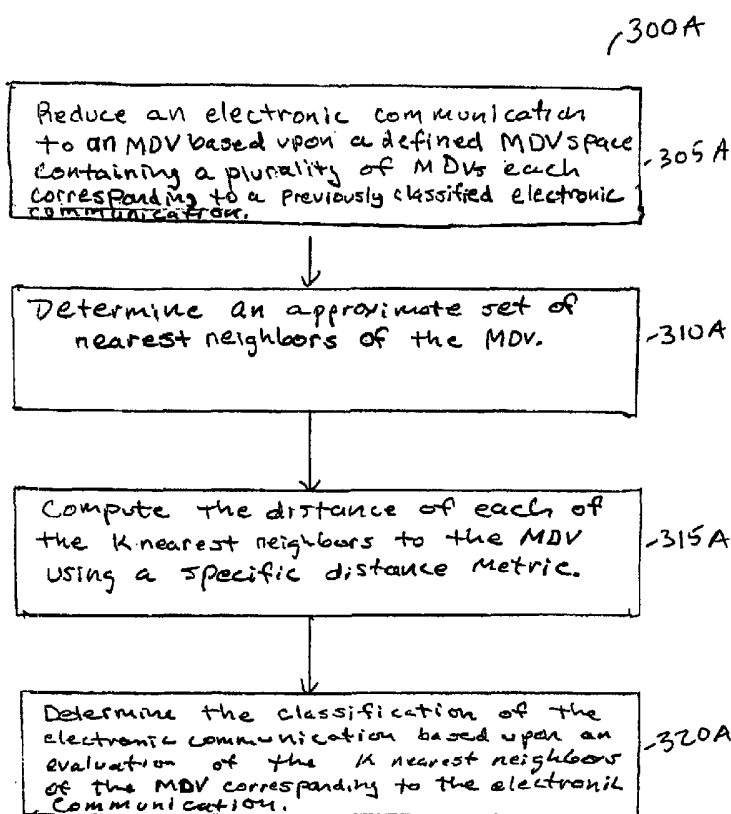 300A
Reduce an electronic communication
to an MDV based upon a defined MDV space
containing a plurality of MDVs each
corresponding to a previously classified electronic
communication.
305A
Determine an approximate set of
nearest neighbors of the MDV.
310A
Compute the distance of each of
the K nearest neighbors to the MDV
using a specific distance metric.
315A
Determine the classification of the
electronic communication based upon an
evaluation of the K nearest neighbors
of the MDV corresponding to the electronic
communication.
320A